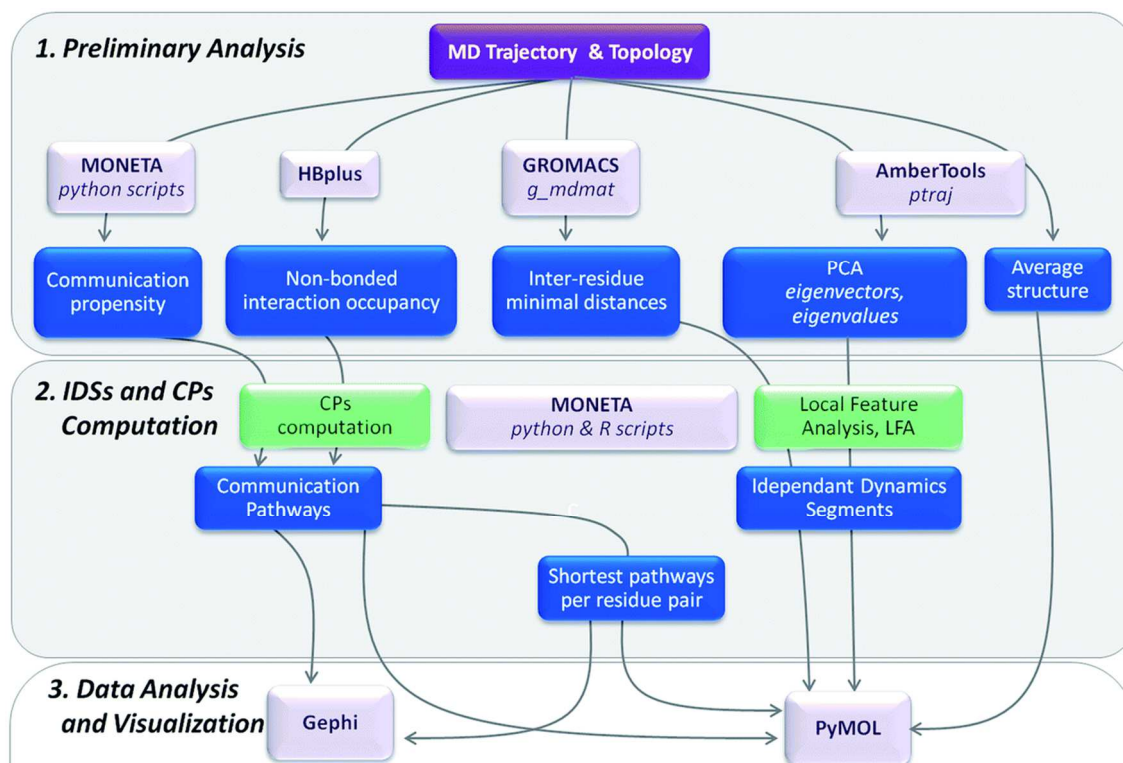 1. Preliminary Analysis
MD Trajectory & Topology
MONETA
python scripts
HBplus
GROMACS
g_mdmat
AmberTools
ptraj
Communication
propensity
Non-bonded
interaction occupancy
Inter-residue
minimal distances
PCA
eigenvectors,
eigenvalues
Average
structure
2. IDSs and CPs
Computation
CPs
computation
MONETA
python & R scripts
Local Feature
Analysis, LFA
Communication
Pathways
Idependant Dynamics
Segments
Shortest pathways
per residue pair
3. Data Analysis
and Visualization
Gephi
PyMOL